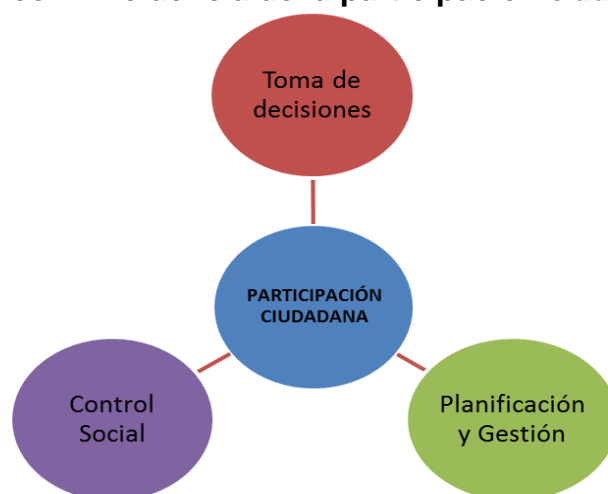 Toma de
decisiones
PARTICIPACIÓN
CIUDADANA
Control
Social
Planificación
y Gestión